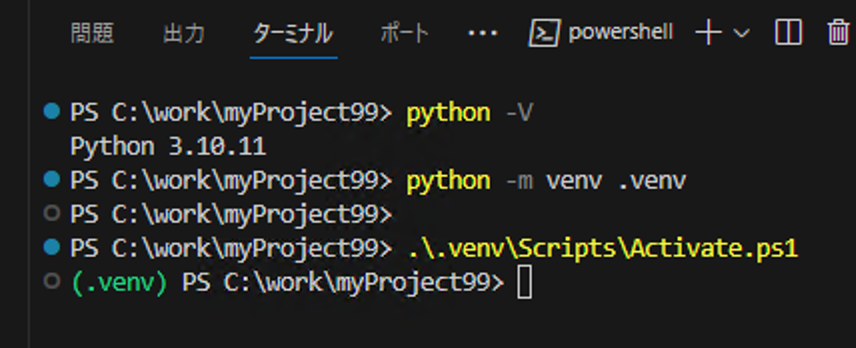 問題 出力 ターミナル ポート ··· powershell
PS C:\work\myProject99> python -V
Python 3.10.11
PS C:\work\myProject99> python -m venv .venv
PS C:\work\myProject99>
PS C:\work\myProject99> .\.venv\Scripts\Activate.ps1
(.venv) PS C:\work\myProject99>